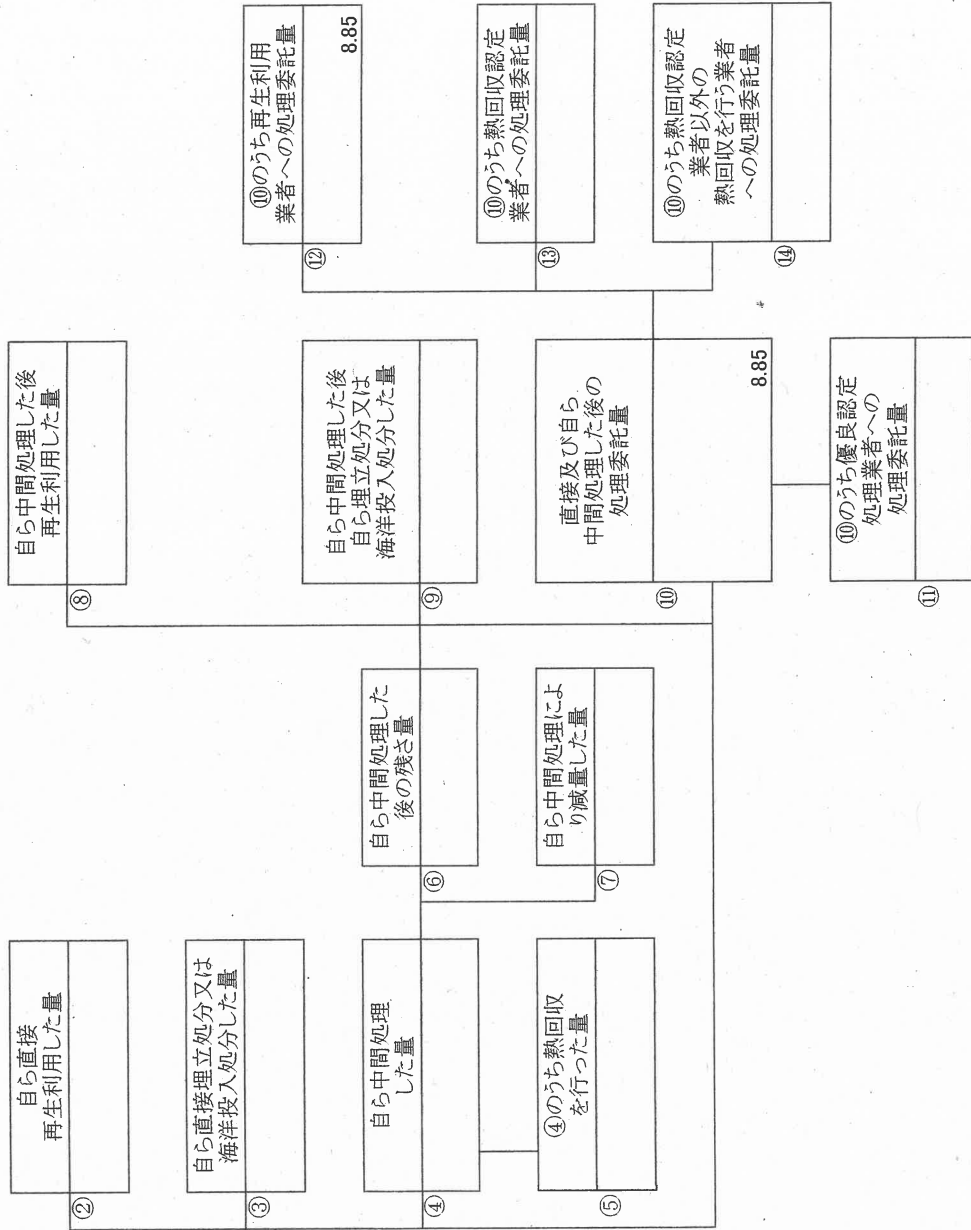 ②
自ら直接
再生利用した量
③
自ら直接埋立処分又は
海洋投入処分した量
④
自ら中間処理
した量
⑤
④のうち熱回収
を行った量
⑥
自ら中間処理した
後の残さ量
⑦
自ら中間処理によ
り減量した量
⑧
自ら中間処理した後
再生利用した量
⑨
自ら中間処理した後
自ら埋立処分又は
海洋投入処分した量
⑩
直接及び自ら
中間処理した後の
処理委託量
8.85
⑪
⑩のうち優良認定
処理業者への
処理委託量
⑫
⑩のうち再生利用
業者への処理委託量
8.85
⑬
⑩のうち熱回収認定
業者への処理委託量
⑭
⑩のうち熱回収認定
業者以外の
熱回収を行う業者
への処理委託量